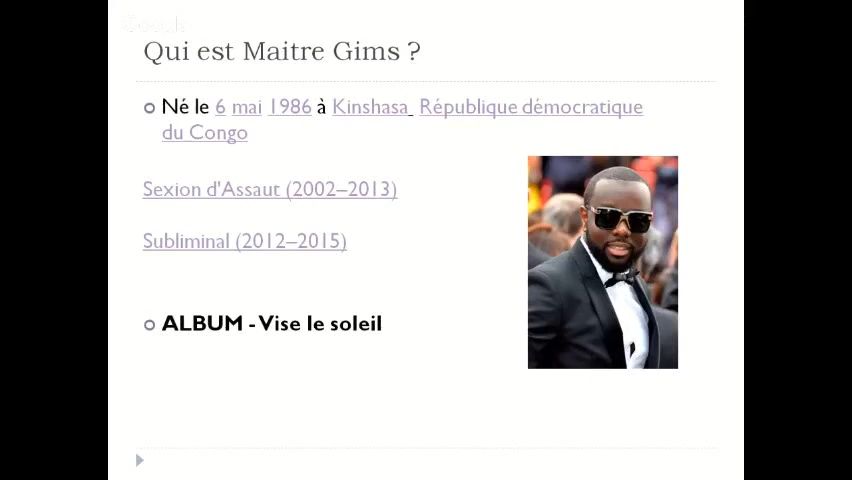 Qui est Maitre Gims ?
Né le 6 mai 1986 à Kinshasa République démocratique
du Congo
Sexion d'Assaut (2002–2013)
Subliminal (2012–2015)
ALBUM - Vise le soleil